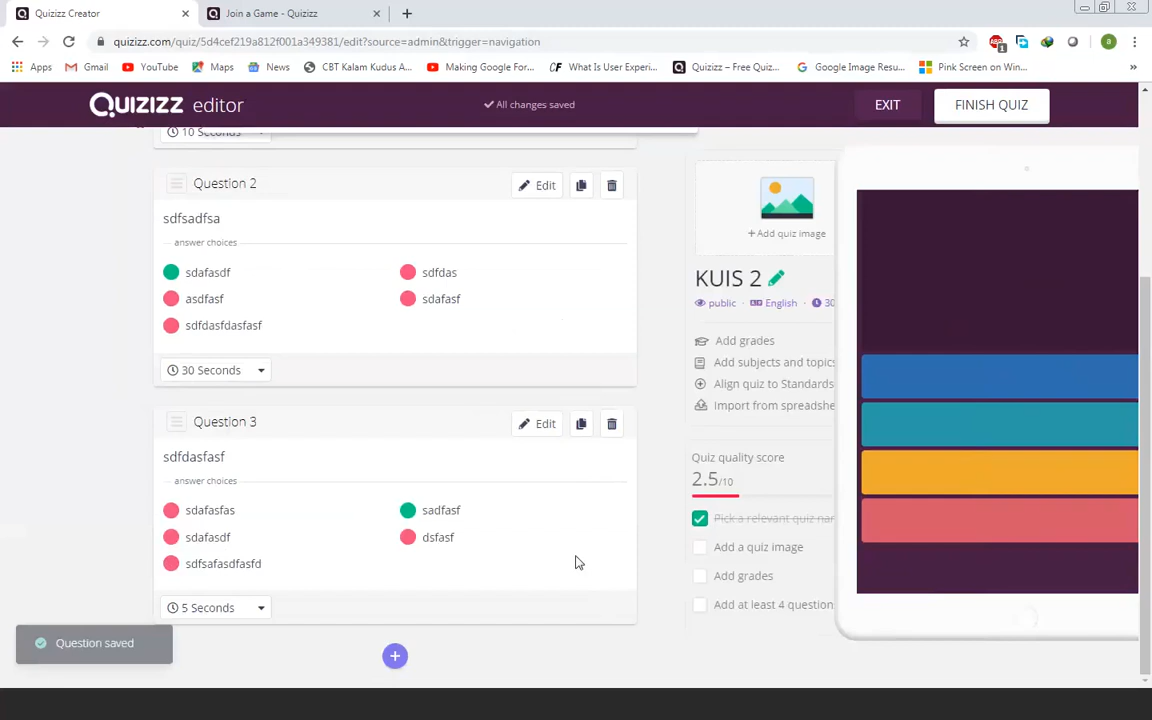 Quizizz Creator
Join a Game - Quizizz
quizizz.com/quiz/5d4cef219a812f001a349381/edit?source=admin&trigger=navigation
Apps
Gmail
YouTube
Maps
News
CBT Kalam Kudus A...
Making Google For...
What Is User Experi...
Quizizz – Free Quiz...
Google Image Resu...
Pink Screen on Win...
QUIZIZZ editor
All changes saved
EXIT
FINISH QUIZ
10 Seconds
Question 2
Edit
sdfsadfsa
answer choices
sdafasdf
sdfdas
asdfasf
sdafasf
sdfdasfdasfasf
30 Seconds
Question 3
Edit
sdfdasfasf
answer choices
sdafasfas
sadfasf
sdafasdf
dsfasf
sdfsafasdfasfd
5 Seconds
Question saved
+ Add quiz image
KUIS 2
public · English · 30
Add grades
Add subjects and topics
Align quiz to Standards
Import from spreadshe
Quiz quality score
2.5/10
Pick a relevant quiz nam
Add a quiz image
Add grades
Add at least 4 question